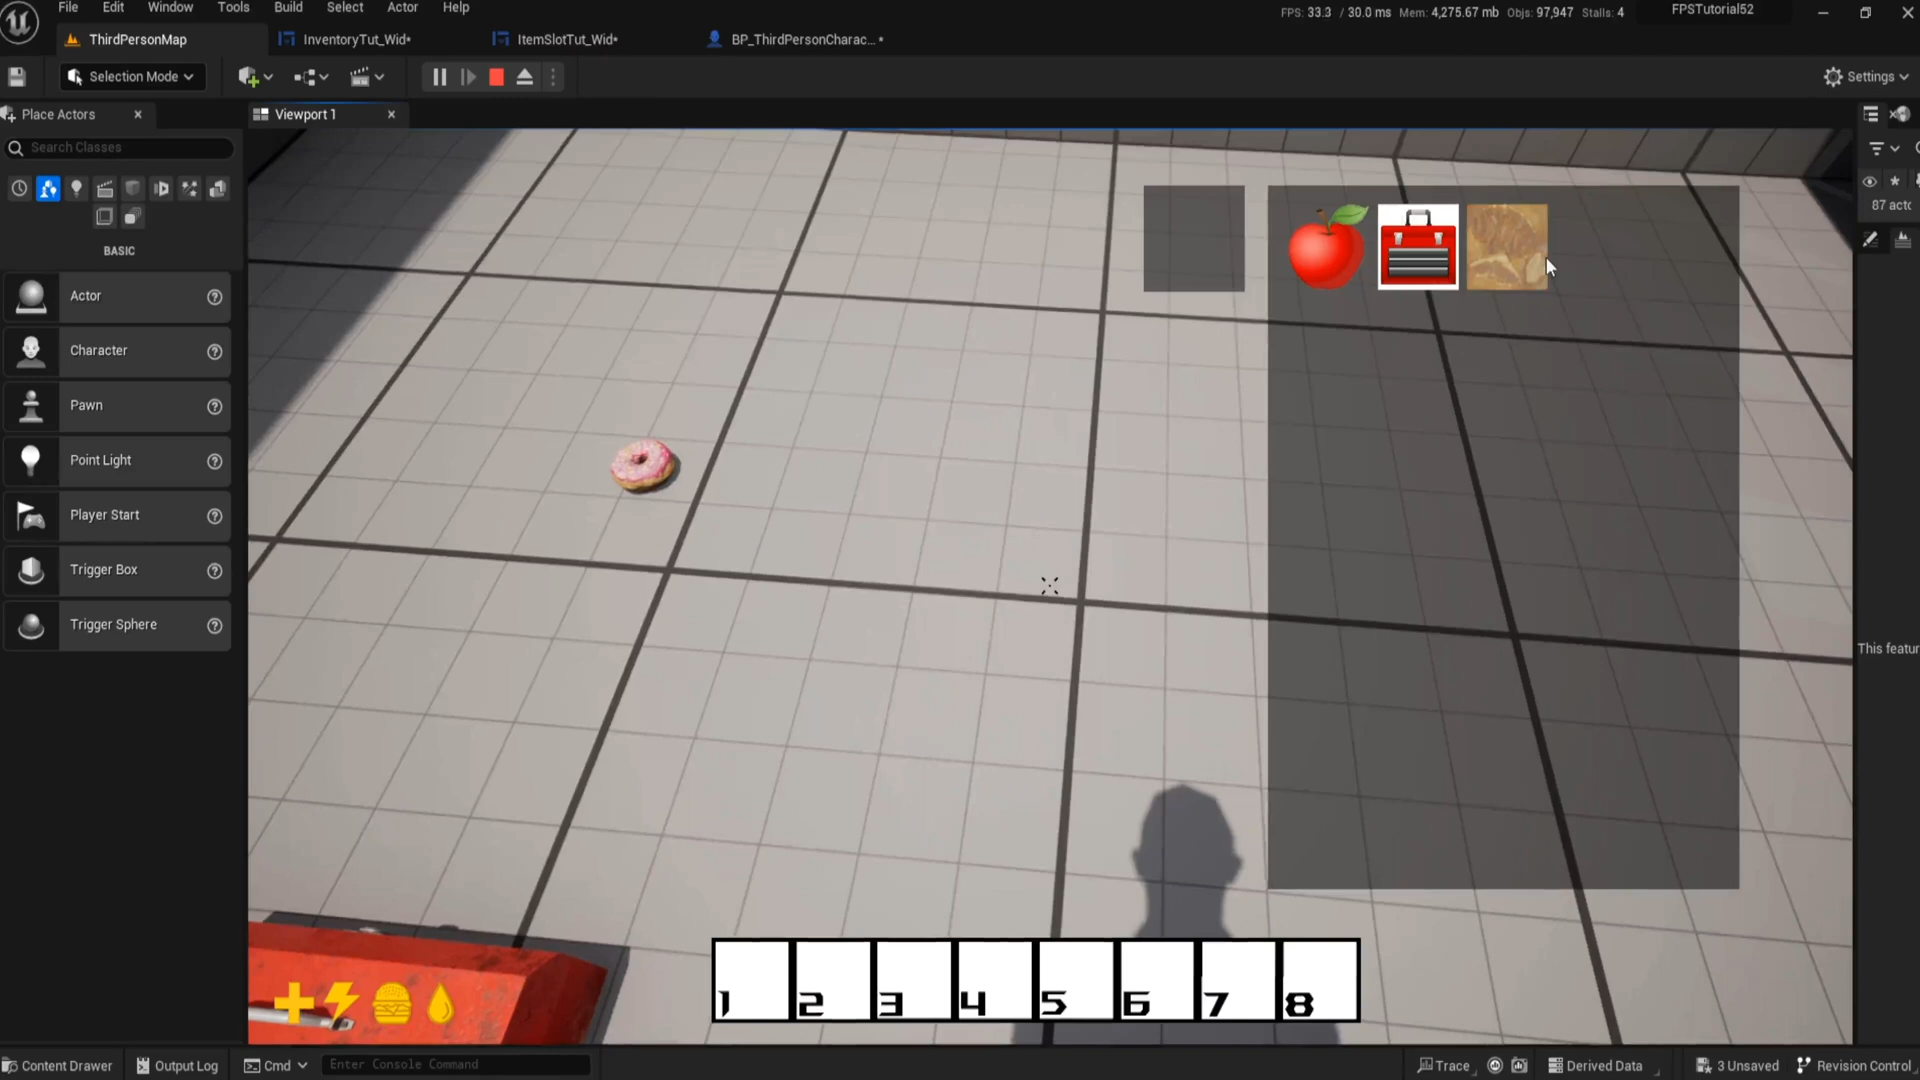 File Edit Window Tools Build Select Actor Help
FPS: 33.3 / 30.0 ms Mem: 4,275.67 mb Objs: 97,947 Stalls: 4
FPSTutorial52
ThirdPersonMap
InventoryTut_Wid*
ItemSlotTut_Wid*
BP_ThirdPersonCharac... *
Selection Mode
Settings
Place Actors
Viewport 1
Search Classes
87 actc
BASIC
Actor
Character
Pawn
Point Light
Player Start
Trigger Box
Trigger Sphere
This featur
1 2 3 4 5 6 7 8
Content Drawer
Output Log
Cmd
Enter Console Command
Trace
Derived Data
3 Unsaved
Revision Control